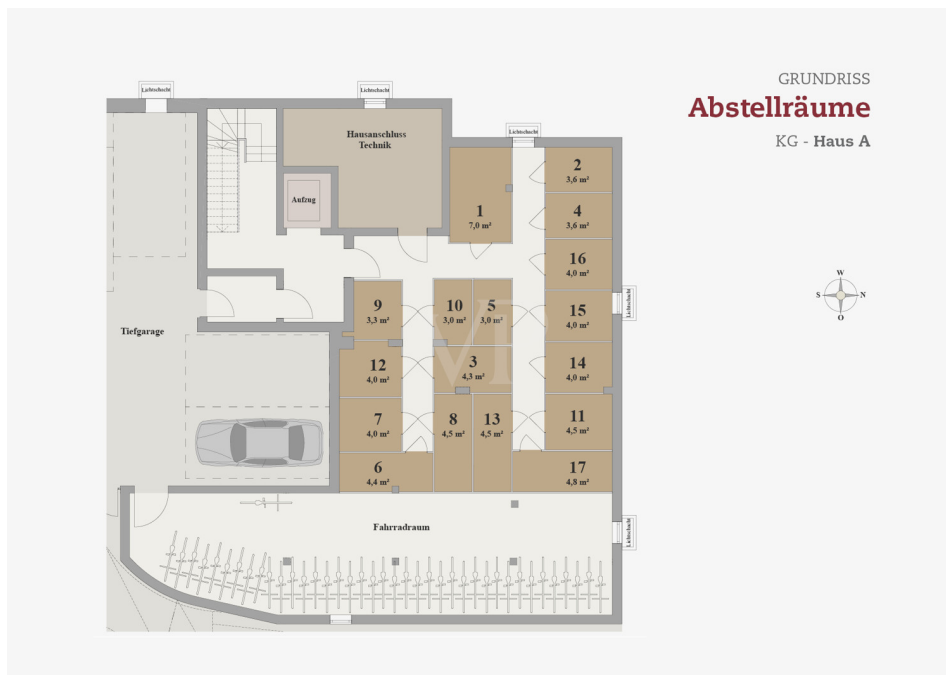 GRUNDRISS
Abstellräume
KG - Haus A
Lichtschacht
Lichtschacht
Lichtschacht
Hausanschluss
Technik
Aufzug
1
7,0 m²
2
3,6 m²
4
3,6 m²
16
4,0 m²
9
3,3 m²
10
3,0 m²
5
3,0 m²
15
4,0 m²
Lichtschacht
Tiefgarage
12
4,0 m²
3
4,3 m²
14
4,0 m²
7
4,0 m²
8
4,5 m²
13
4,5 m²
11
4,5 m²
6
4,4 m²
17
4,8 m²
Fahrradraum
Lichtschacht
W
S
N
O
VP